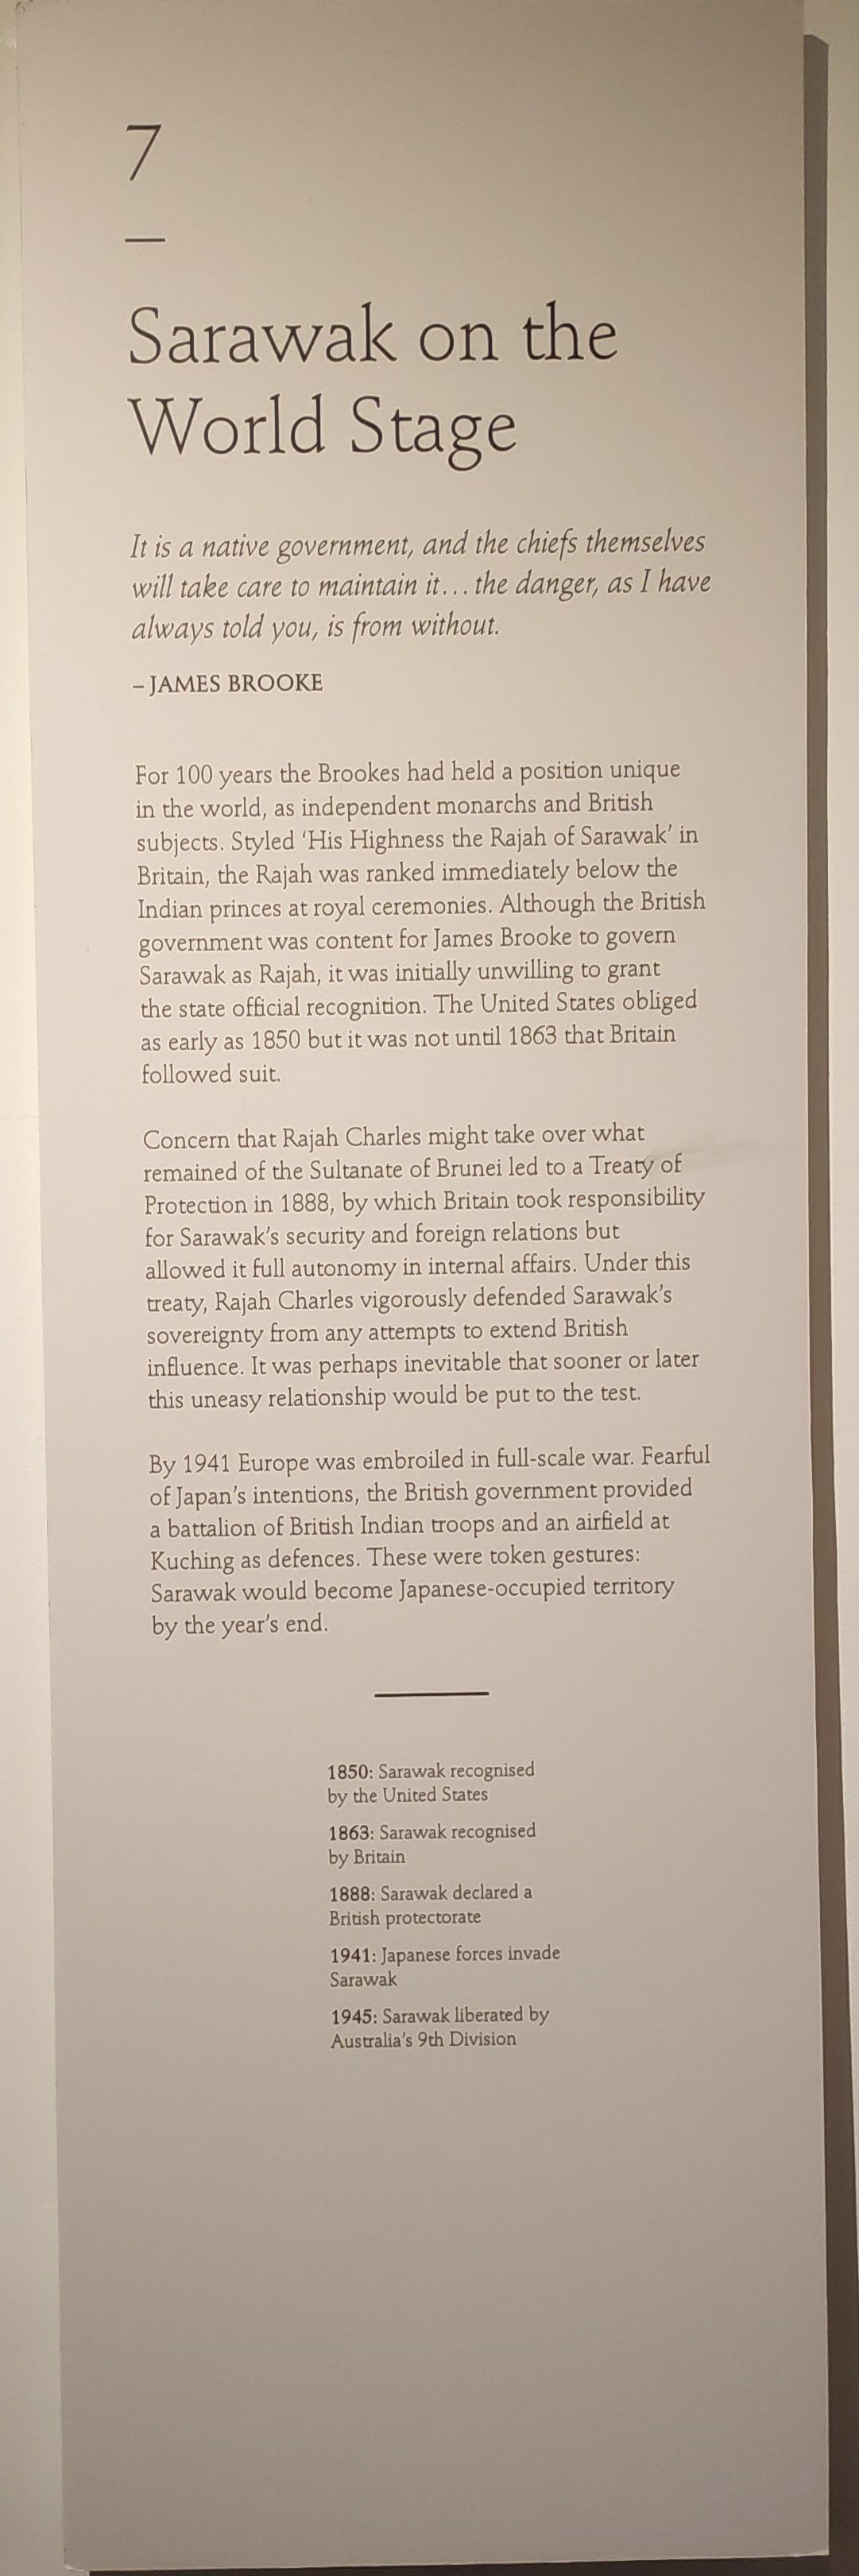 7
Sarawak on the
World Stage
It is a native government, and the chiefs themselves
will take care to maintain it... the danger, as I have
always told you, is from without.
– JAMES BROOKE
For 100 years the Brookes had held a position unique
in the world, as independent monarchs and British
subjects. Styled ‘His Highness the Rajah of Sarawak’ in
Britain, the Rajah was ranked immediately below the
Indian princes at royal ceremonies. Although the British
government was content for James Brooke to govern
Sarawak as Rajah, it was initially unwilling to grant
the state official recognition. The United States obliged
as early as 1850 but it was not until 1863 that Britain
followed suit.
Concern that Rajah Charles might take over what
remained of the Sultanate of Brunei led to a Treaty of
Protection in 1888, by which Britain took responsibility
for Sarawak’s security and foreign relations but
allowed it full autonomy in internal affairs. Under this
treaty, Rajah Charles vigorously defended Sarawak’s
sovereignty from any attempts to extend British
influence. It was perhaps inevitable that sooner or later
this uneasy relationship would be put to the test.
By 1941 Europe was embroiled in full-scale war. Fearful
of Japan’s intentions, the British government provided
a battalion of British Indian troops and an airfield at
Kuching as defences. These were token gestures:
Sarawak would become Japanese-occupied territory
by the year’s end.
1850: Sarawak recognised
by the United States
1863: Sarawak recognised
by Britain
1888: Sarawak declared a
British protectorate
1941: Japanese forces invade
Sarawak
1945: Sarawak liberated by
Australia’s 9th Division